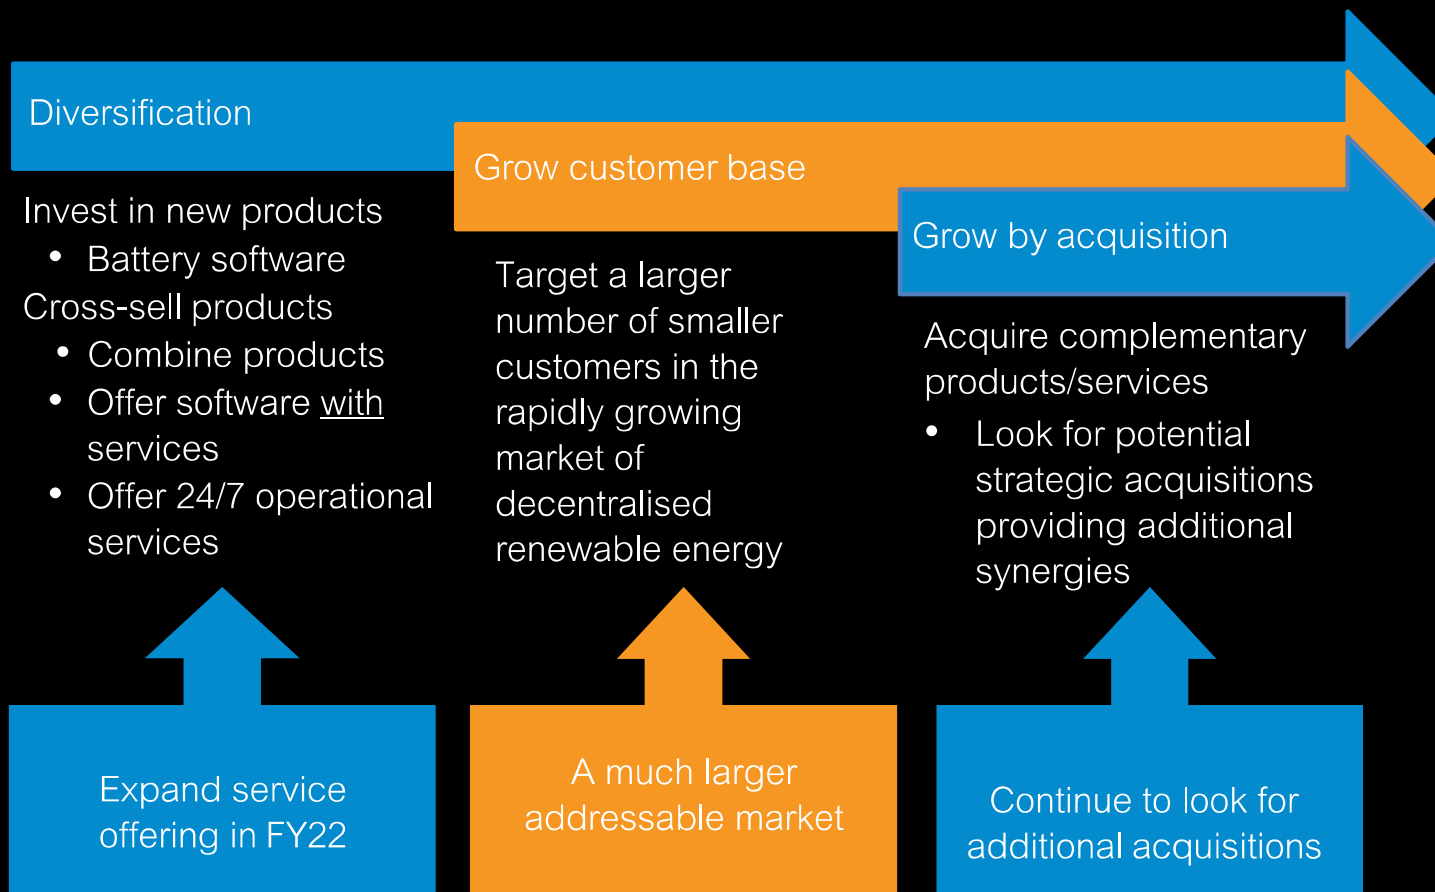 Diversification
Invest in new products
• Battery software
Cross-sell products
• Combine products
• Offer software with
services
• Offer 24/7 operational
services
Expand service
offering in FY22
Grow customer base
Target a larger
number of smaller
customers in the
rapidly growing
market of
decentralised
renewable energy
A much larger
addressable market
Grow by acquisition
Acquire complementary
products/services
• Look for potential
strategic acquisitions
providing additional
synergies
Continue to look for
additional acquisitions